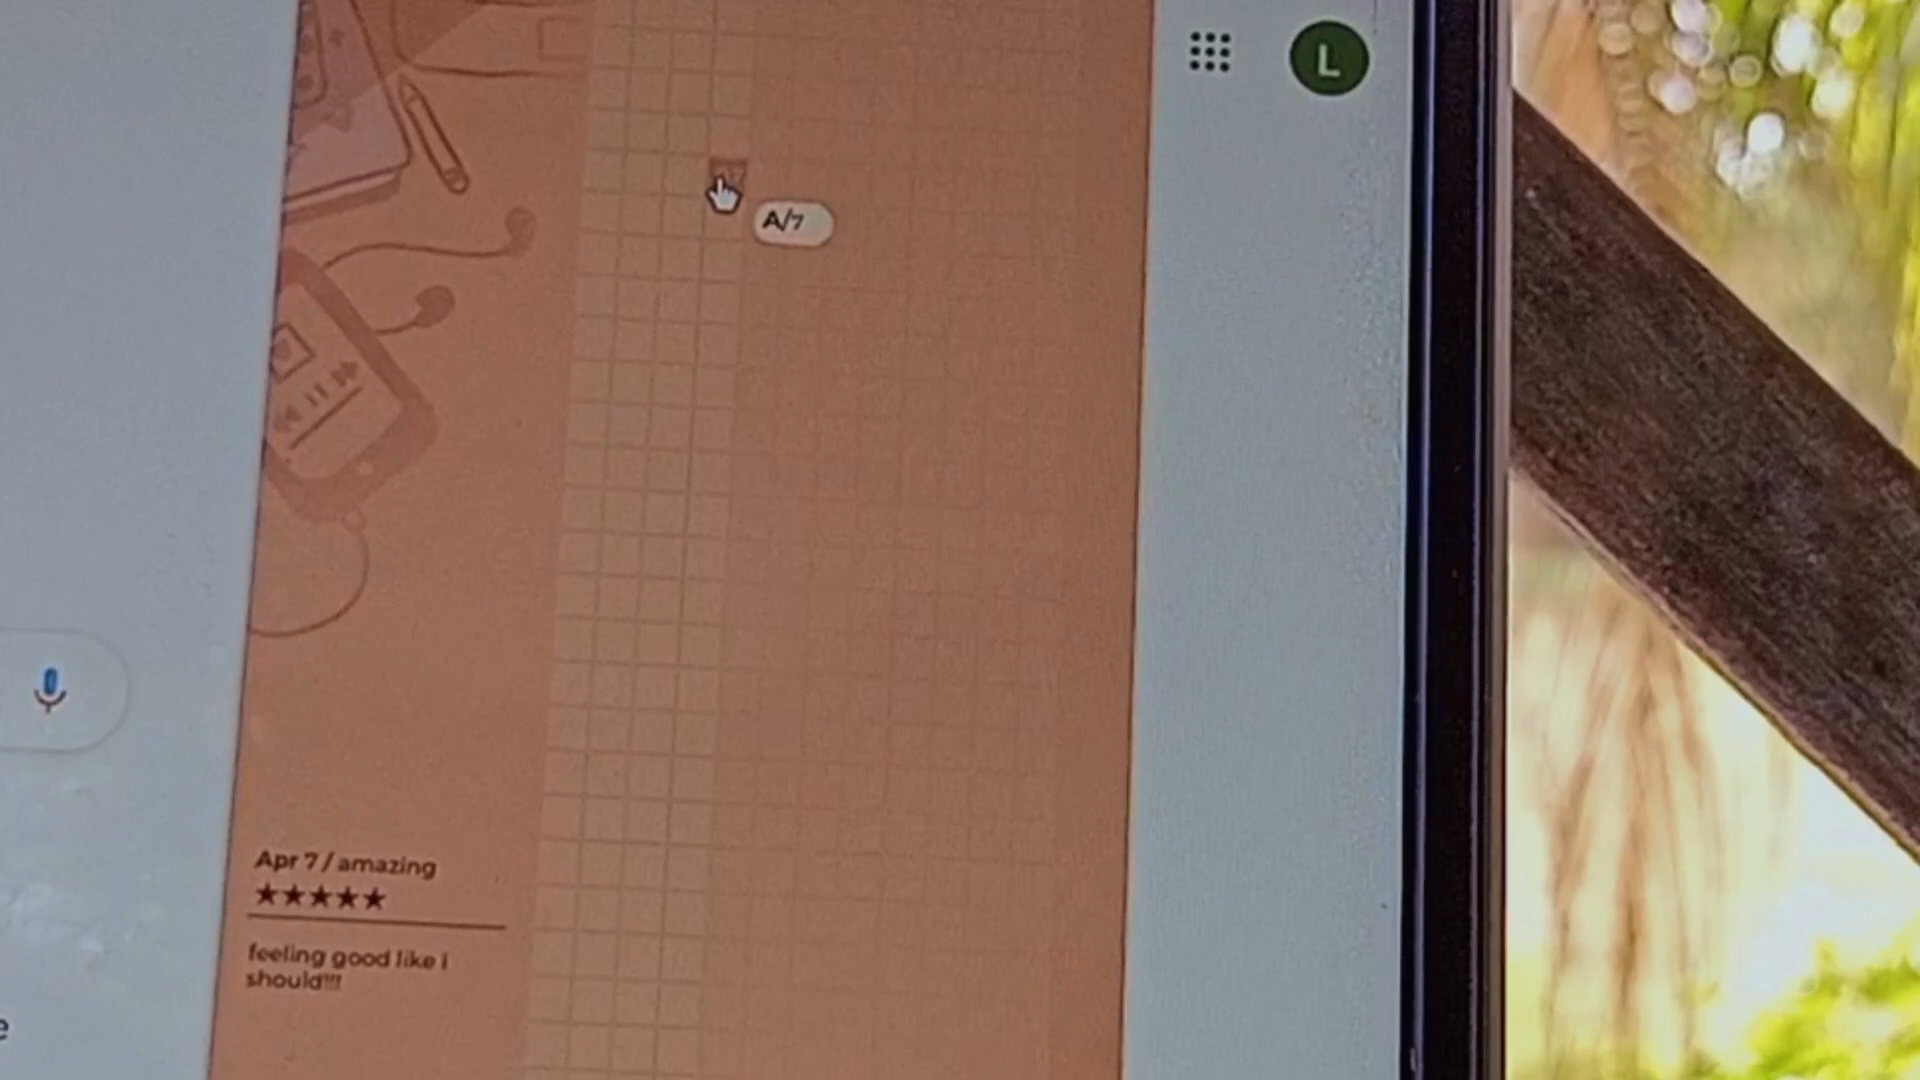 L
A/7
Apr 7 / amazing
★★★★★
feeling good like i
should!!!
e